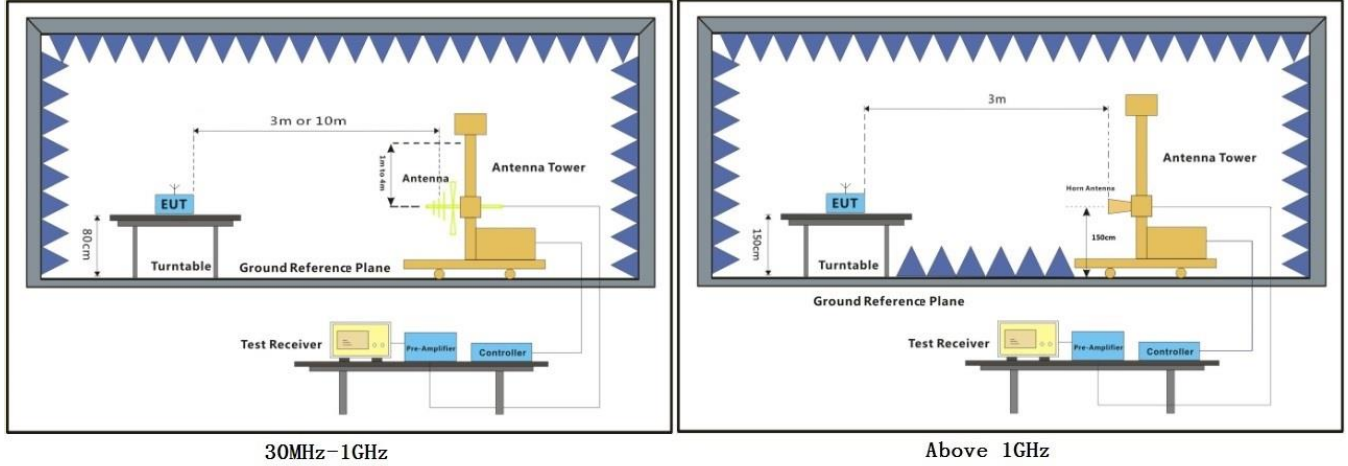 3m or 10m
1m to 4m
Antenna
Antenna Tower
EUT
80cm
Turntable
Ground Reference Plane
Test Receiver
Pre-Amplifier
Controller
30MHz-1GHz
3m
Antenna Tower
Horn Antenna
EUT
150cm
150cm
Turntable
Ground Reference Plane
Test Receiver
Pre-Amplifier
Controller
Above 1GHz